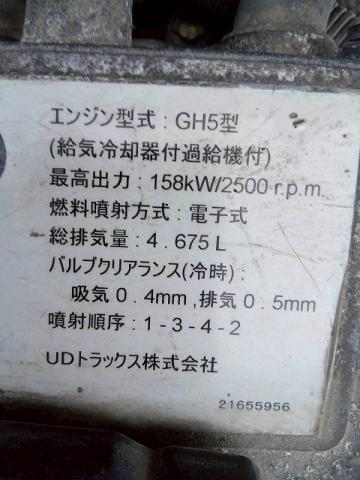 エンジン型式 : GH5型
(給気冷却器付過給機付)
最高出力 : 158kW/2500 r.p.m.
燃料噴射方式 : 電子式
総排気量 : 4 . 675 L
バルブクリアランス(冷時) :
吸気 0 . 4mm , 排気 0 . 5mm
噴射順序 : 1 - 3 - 4 - 2
UDトラックス株式会社
21655956